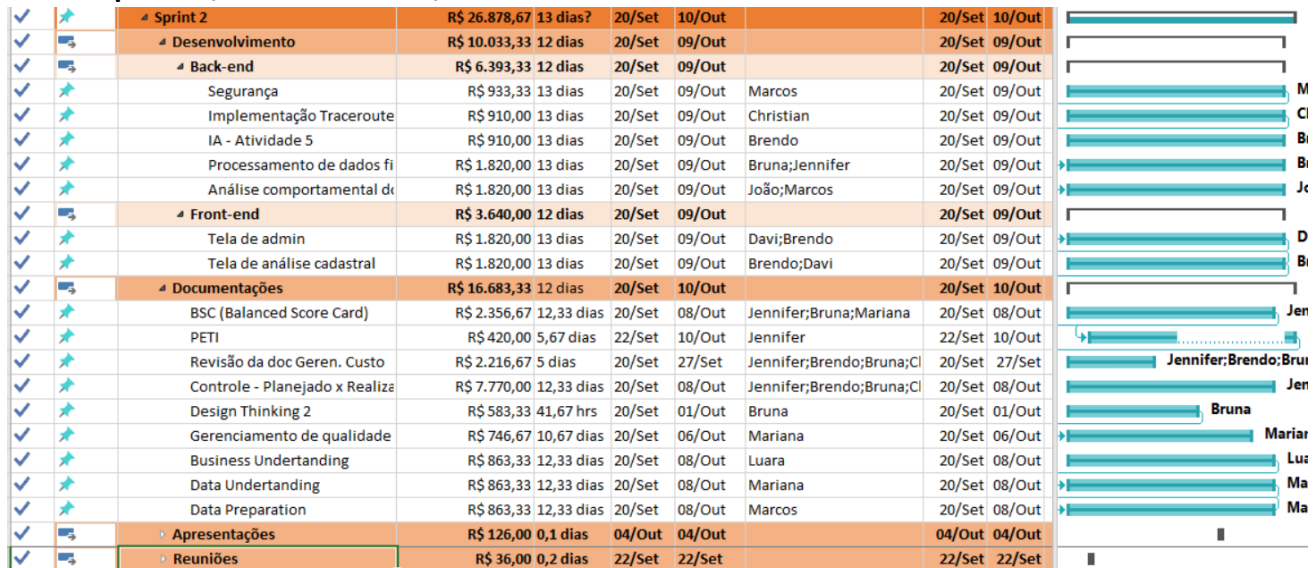 Sprint 2 R$ 26.878,67 13 dias? 20/Set 10/Out 20/Set 10/Out
Desenvolvimento R$ 10.033,33 12 dias 20/Set 09/Out 20/Set 09/Out
Back-end R$ 6.393,33 12 dias 20/Set 09/Out 20/Set 09/Out
Segurança R$ 933,33 13 dias 20/Set 09/Out Marcos 20/Set 09/Out M
Implementação Traceroute R$ 910,00 13 dias 20/Set 09/Out Christian 20/Set 09/Out Cl
IA - Atividade 5 R$ 910,00 13 dias 20/Set 09/Out Brendo 20/Set 09/Out Br
Processamento de dados fi R$ 1.820,00 13 dias 20/Set 09/Out Bruna;Jennifer 20/Set 09/Out Br
Análise comportamental do R$ 1.820,00 13 dias 20/Set 09/Out João;Marcos 20/Set 09/Out Jo
Front-end R$ 3.640,00 12 dias 20/Set 09/Out 20/Set 09/Out
Tela de admin R$ 1.820,00 13 dias 20/Set 09/Out Davi;Brendo 20/Set 09/Out D
Tela de análise cadastral R$ 1.820,00 13 dias 20/Set 09/Out Brendo;Davi 20/Set 09/Out Br
Documentações R$ 16.683,33 12 dias 20/Set 10/Out 20/Set 10/Out
BSC (Balanced Score Card) R$ 2.356,67 12,33 dias 20/Set 08/Out Jennifer;Bruna;Mariana 20/Set 08/Out Jen
PETI R$ 420,00 5,67 dias 22/Set 10/Out Jennifer 22/Set 10/Out
Revisão da doc Geren. Custo R$ 2.216,67 5 dias 20/Set 27/Set Jennifer;Brendo;Bruna;Cl 20/Set 27/Set Jennifer;Brendo;Brun
Controle - Planejado x Realiza R$ 7.770,00 12,33 dias 20/Set 08/Out Jennifer;Brendo;Bruna;Cl 20/Set 08/Out Jen
Design Thinking 2 R$ 583,33 41,67 hrs 20/Set 01/Out Bruna 20/Set 01/Out Bruna
Gerenciamento de qualidade R$ 746,67 10,67 dias 20/Set 06/Out Mariana 20/Set 06/Out Marian
Business Undertanding R$ 863,33 12,33 dias 20/Set 08/Out Luara 20/Set 08/Out Lua
Data Undertanding R$ 863,33 12,33 dias 20/Set 08/Out Mariana 20/Set 08/Out Ma
Data Preparation R$ 863,33 12,33 dias 20/Set 08/Out Marcos 20/Set 08/Out Ma
Apresentações R$ 126,00 0,1 dias 04/Out 04/Out 04/Out 04/Out
Reuniões R$ 36,00 0,2 dias 22/Set 22/Set 22/Set 22/Set